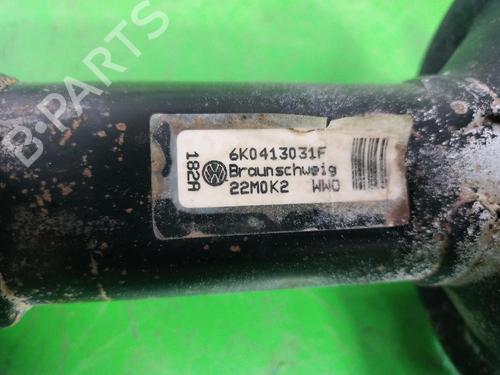 B-PARTS
182A
6K0413031F
Braunschweig
22M0K2 WWO